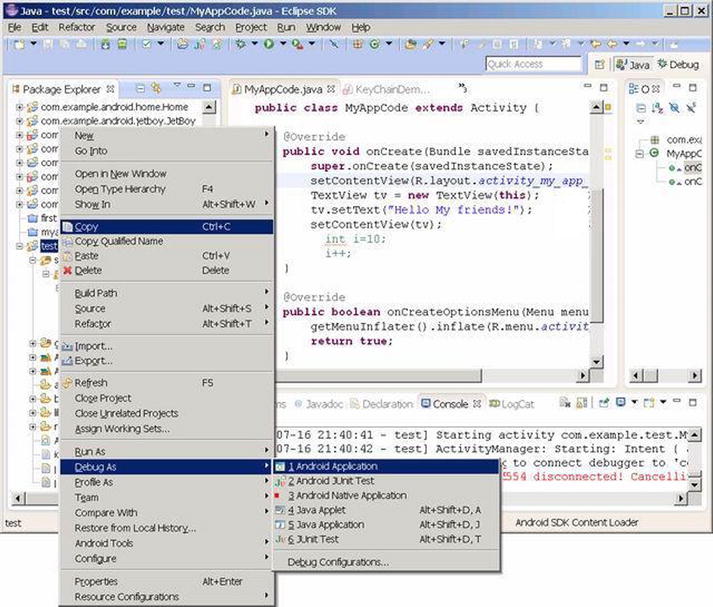 Java - test/src/com/example/test/MyAppCode.java - Eclipse SDK
File Edit Refactor Source Navigate Search Project Run Window Help
Quick Access
Java
Debug
Package Explorer
MyAppCode.java
KeyChainDem...
com.example.android.home.Home
com.example.android.jetboy.JetBoy
com
com
com
com
com
com
com
first
mya
test
New
Go Into
Open in New Window
Open Type Hierarchy F4
Show In Alt+Shift+W
Copy Ctrl+C
Copy Qualified Name
Paste Ctrl+V
Delete Delete
Build Path
Source Alt+Shift+S
Refactor Alt+Shift+T
Import...
Export...
Refresh F5
Close Project
Close Unrelated Projects
Assign Working Sets...
Run As
Debug As
Profile As
Team
Compare With
Restore from Local History...
Android Tools
Configure
Properties Alt+Enter
Resource Configurations
1 Android Application
2 Android JUnit Test
3 Android Native Application
4 Java Applet Alt+Shift+D, A
5 Java Application Alt+Shift+D, J
6 JUnit Test Alt+Shift+D, T
Debug Configurations...
public class MyAppCode extends Activity {
@Override
public void onCreate(Bundle savedInstanceSta
super.onCreate(savedInstanceState);
setContentView(R.layout.activity_my_app_
TextView tv = new TextView(this);
tv.setText("Hello My friends!");
setContentView(tv);
int i=10;
i++;
}
@Override
public boolean onCreateOptionsMenu(Menu menu
getMenuInflater().inflate(R.menu.activit
return true;
}
com.exa
MyAppC
onC
onC
ms
Javadoc
Declaration
Console
LogCat
07-16 21:40:41 - test] Starting activity com.example.test.M
07-16 21:40:42 - test] ActivityManager: Starting: Intent {
to connect debugger to 'co
554 disconnected! Cancelli
test
Android SDK Content Loader